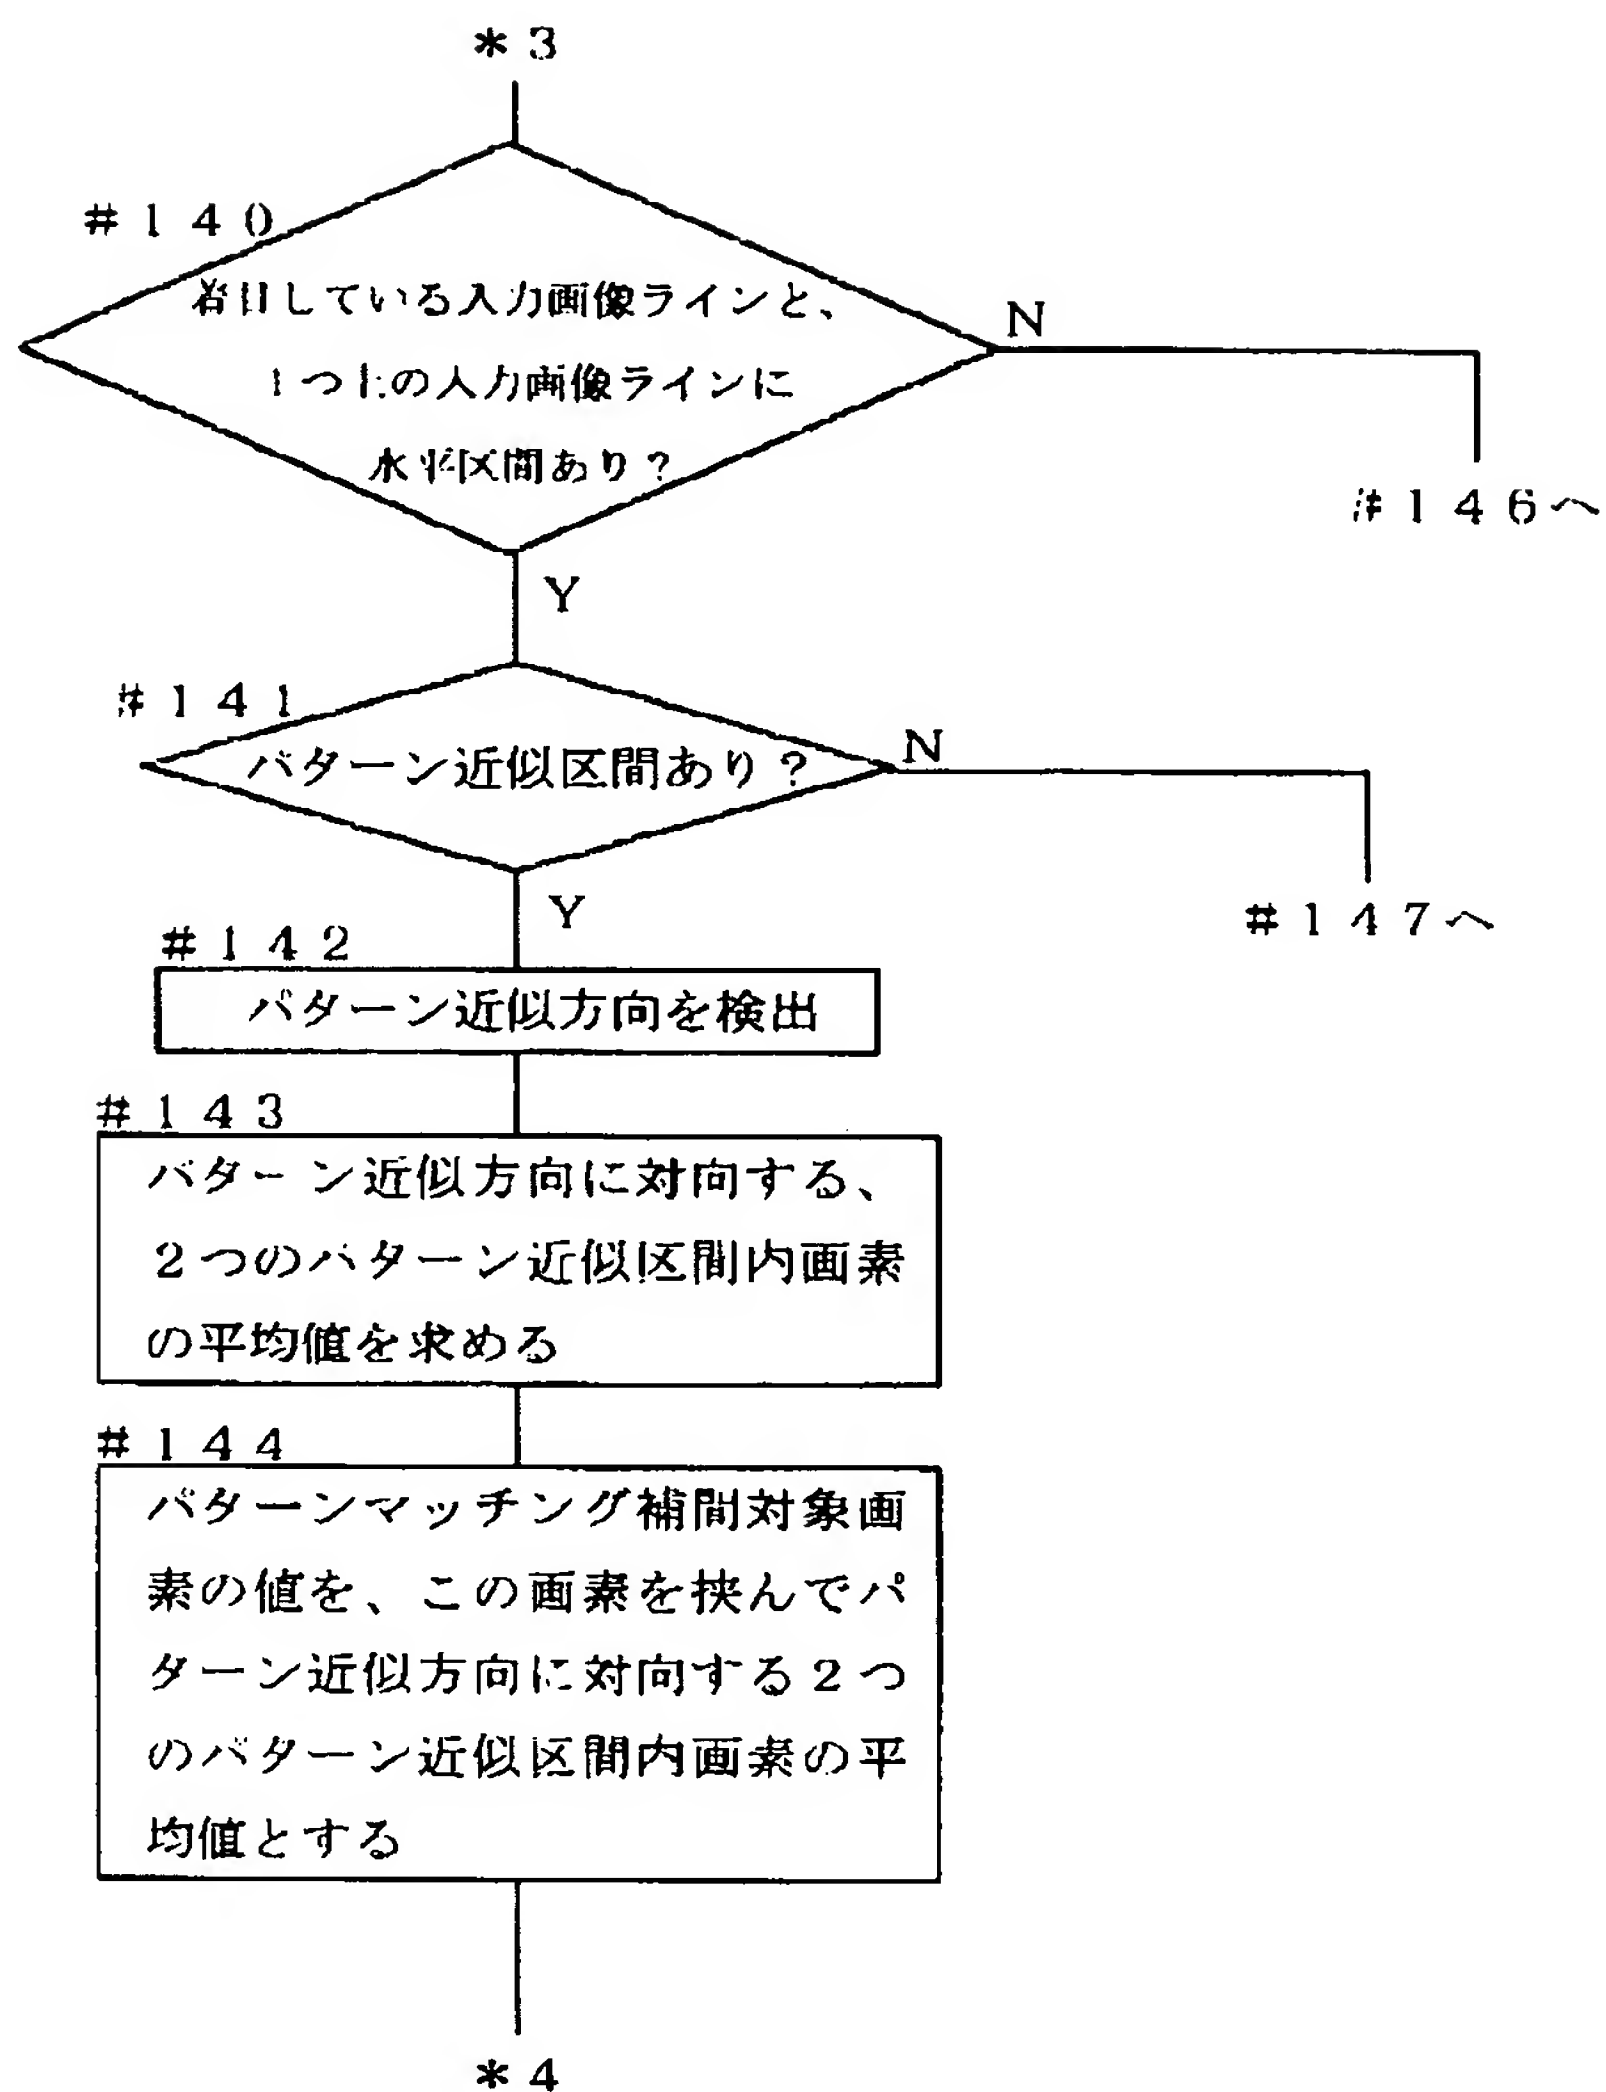 *3
#140
着目している入力画像ラインと、
1つ上の入力画像ラインに
水平区間あり?
N
#146へ
Y
#141
パターン近似区間あり?
N
#147へ
Y
#142
パターン近似方向を検出
#143
パターン近似方向に対向する、
2つのパターン近似区間内画素
の平均値を求める
#144
パターンマッチング補間対象画
素の値を、この画素を挟んでパ
ターン近似方向に対向する2つ
のパターン近似区間内画素の平
均値とする
*4